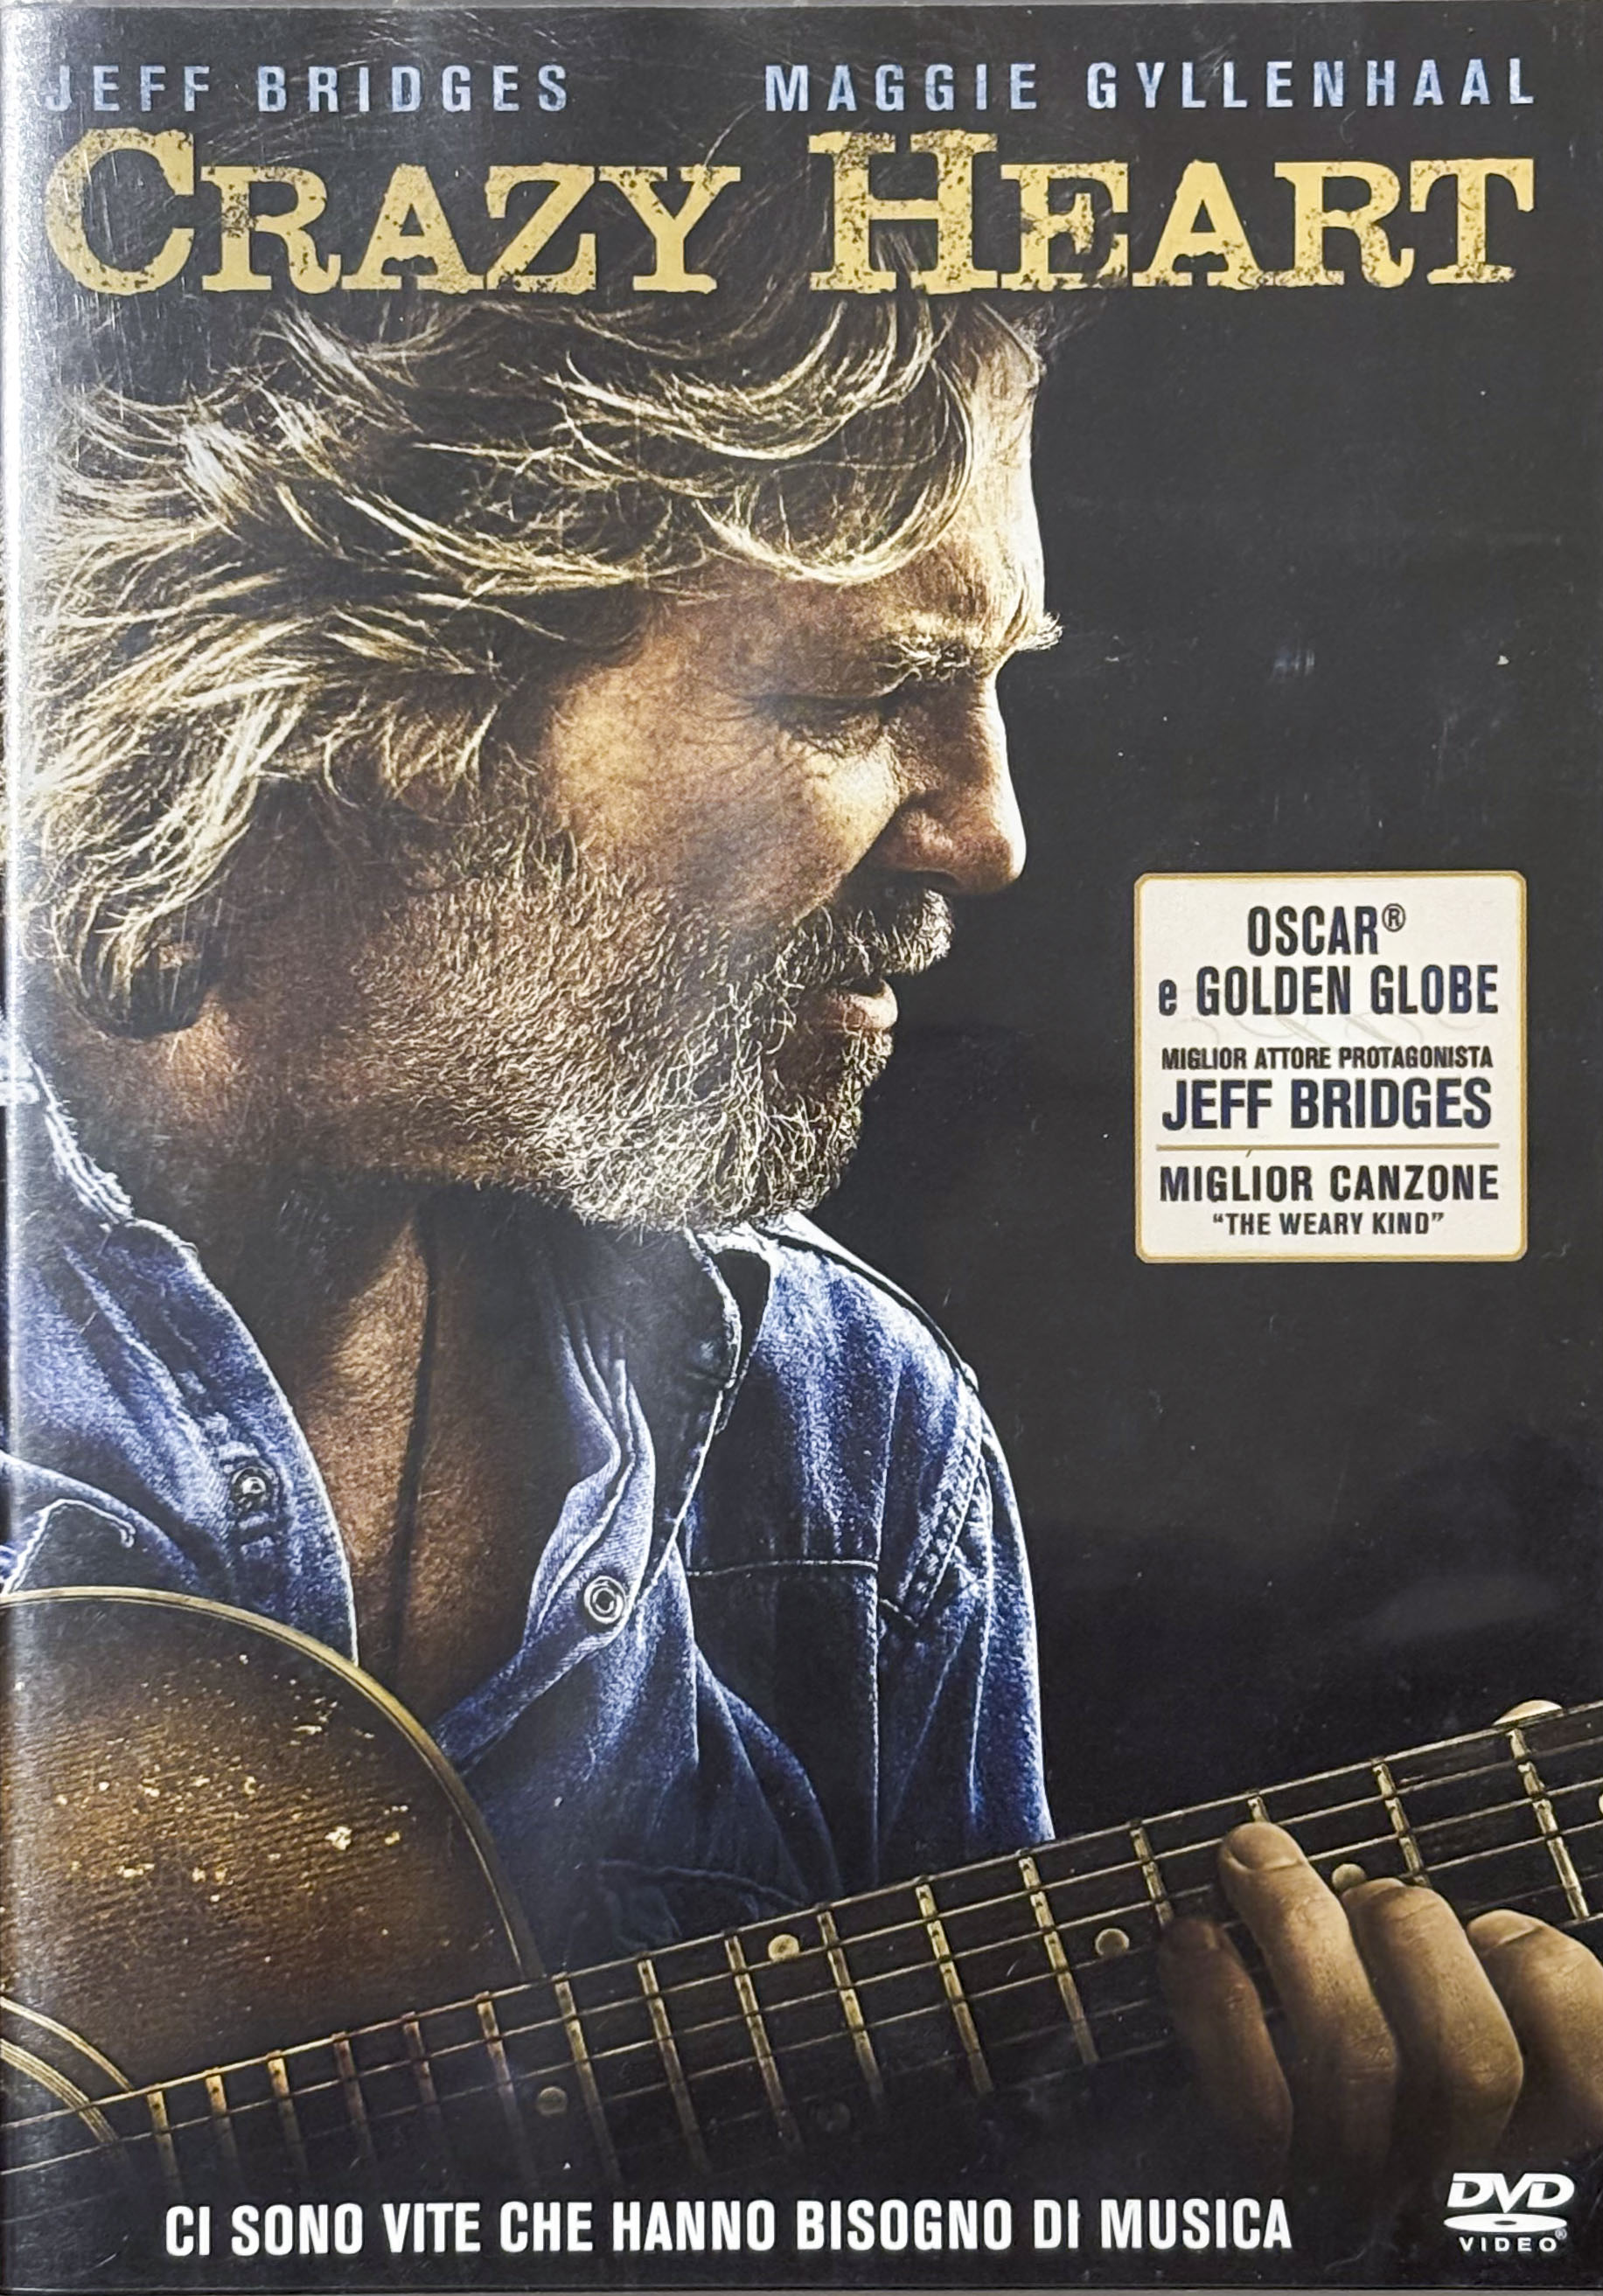 JEFF BRIDGES MAGGIE GYLLENHAAL
CRAZY HEART
OSCAR®
e GOLDEN GLOBE
MIGLIOR ATTORE PROTAGONISTA
JEFF BRIDGES
MIGLIOR CANZONE
“THE WEARY KIND”
CI SONO VITE CHE HANNO BISOGNO DI MUSICA
DVD
VIDEO®